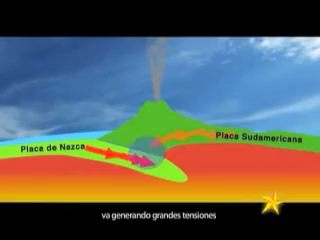 Placa de Nazca
Placa Sudamericana
va generando grandes tensiones